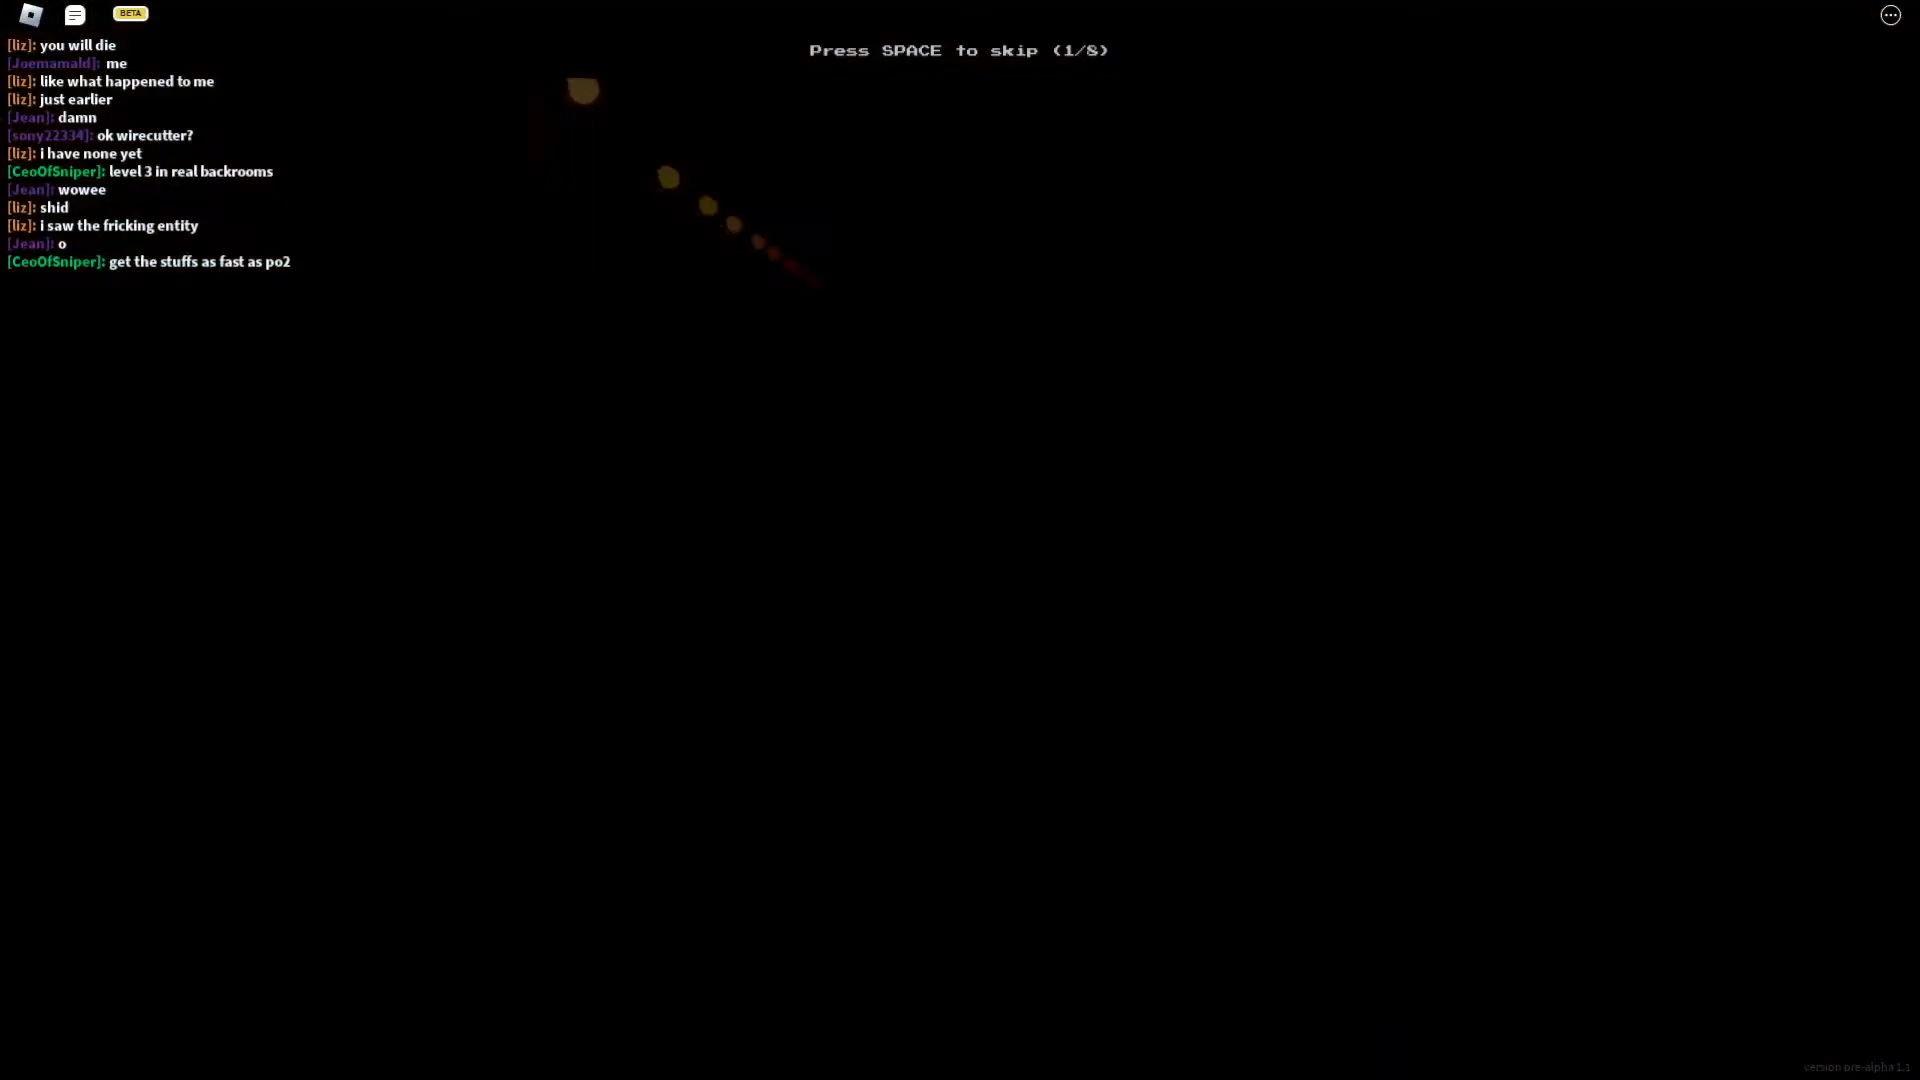 BETA
[liz]: you will die
[Joemamald]: me
[liz]: like what happened to me
[liz]: just earlier
[Jean]: damn
[sony22334]: ok wirecutter?
[liz]: i have none yet
[CeoOfSniper]: level 3 in real backrooms
[Jean]: wowee
[liz]: shid
[liz]: i saw the fricking entity
[Jean]: o
[CeoOfSniper]: get the stuffs as fast as po2
Press SPACE to skip (1/8)
version pre-alpha 1.1